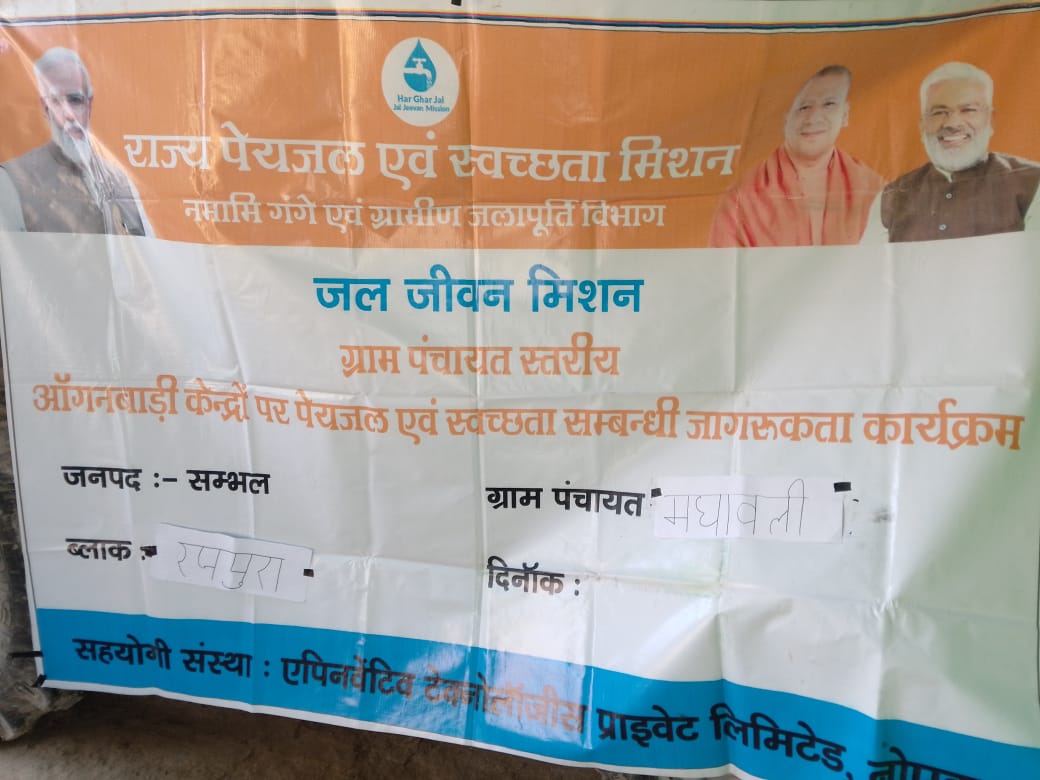 Har Ghar Jal
Jal Jeevan Mission
राज्य पेयजल एवं स्वच्छता मिशन
नमामि गंगे एवं ग्रामीण जलापूर्ति विभाग
जल जीवन मिशन
ग्राम पंचायत स्तरीय
ऑगनबाड़ी केन्द्रों पर पेयजल एवं स्वच्छता सम्बन्धी जागरूकता कार्यक्रम
जनपद :- सम्भल
ग्राम पंचायत मघावली
ब्लाक :-
दिनॉक :
सहयोगी संस्था : एपिनवेंटिव टेक्नोलॉजीस प्राइवेट लिमिटेड,